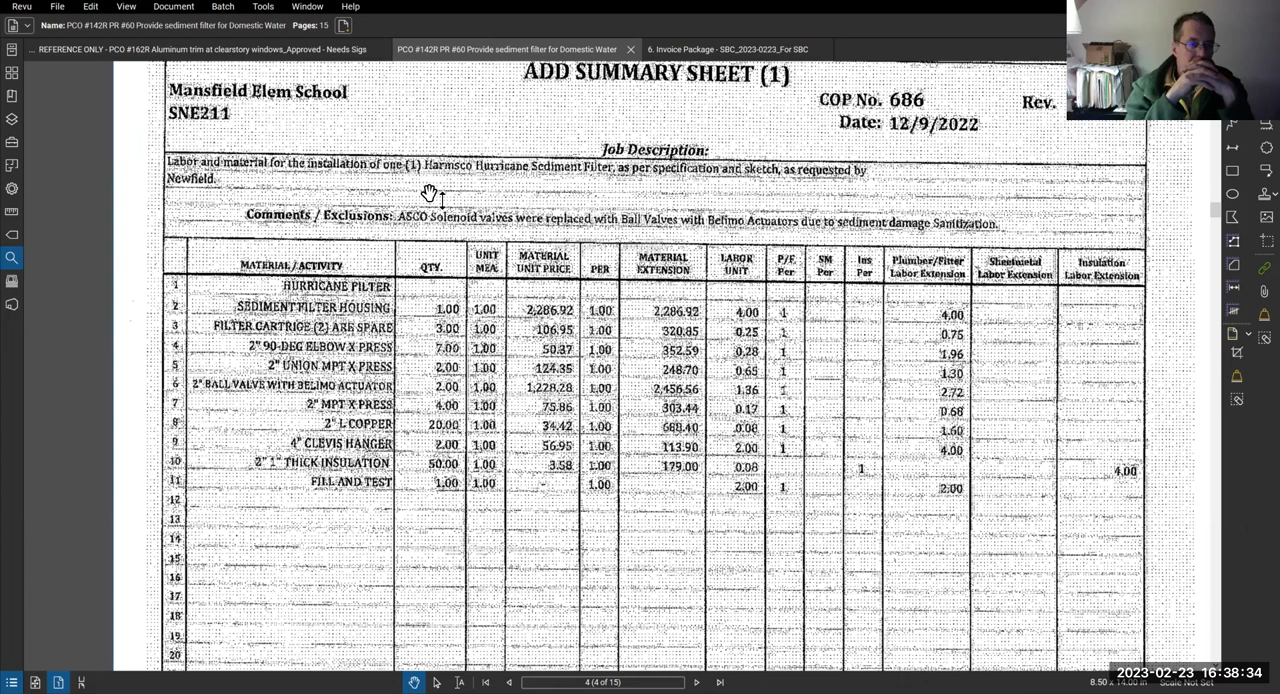 Revu File Edit View Document Batch Tools Window Help
Name: PCO #142R PR #60 Provide sediment filter for Domestic Water Pages: 15
... REFERENCE ONLY - PCO #162R Aluminum trim at clearstory windows_Approved - Needs Sigs PCO #142R PR #60 Provide sediment filter for Domestic Water 6. Invoice Package - SBC_2023-0223_For SBC
ADD SUMMARY SHEET (1)
Mansfield Elem School
SNE211
COP No. 686 Rev.
Date: 12/9/2022
Job Description:
Labor and material for the installation of one (1) Harmsco Hurricane Sediment Filter, as per specification and sketch, as requested by
Newfield.
Comments / Exclusions: ASCO Solenoid valves were replaced with Ball Valves with Belimo Actuators due to sediment damage Sanitization.
MATERIAL / ACTIVITY QTY. UNIT MEA. MATERIAL UNIT PRICE PER MATERIAL EXTENSION LABOR UNIT P/F Per SM Per Ins Per Plumber/Fitter Labor Extension Sheetmetal Labor Extension Insulation Labor Extension
1 HURRICANE FILTER
2 SEDIMENT FILTER HOUSING 1.00 1.00 2,286.92 1.00 2,286.92 4.00 1 4.00
3 FILTER CARTRIGE (2) ARE SPARE 3.00 1.00 106.95 1.00 320.85 0.25 1 0.75
4 2" 90-DEG ELBOW X PRESS 7.00 1.00 50.37 1.00 352.59 0.28 1 1.96
5 2" UNION MPT X PRESS 2.00 1.00 124.35 1.00 248.70 0.65 1 1.30
6 2" BALL VALVE WITH BELIMO ACTUATOR 2.00 1.00 1,228.28 1.00 2,456.56 1.36 1 2.72
7 2" MPT X PRESS 4.00 1.00 75.86 1.00 303.44 0.17 1 0.68
8 2" L COPPER 20.00 1.00 34.42 1.00 688.40 0.08 1 1.60
9 4" CLEVIS HANGER 2.00 1.00 56.95 1.00 113.90 2.00 1 4.00
10 2" 1" THICK INSULATION 50.00 1.00 3.58 1.00 179.00 0.08 1 4.00
11 FILL AND TEST 1.00 1.00 - 1.00 2.00 1 2.00
12
13
14
15
16
17
18
19
20
2023-02-23 16:38:34
4 (4 of 15) 8.50 x 14.00 in Scale Not Set